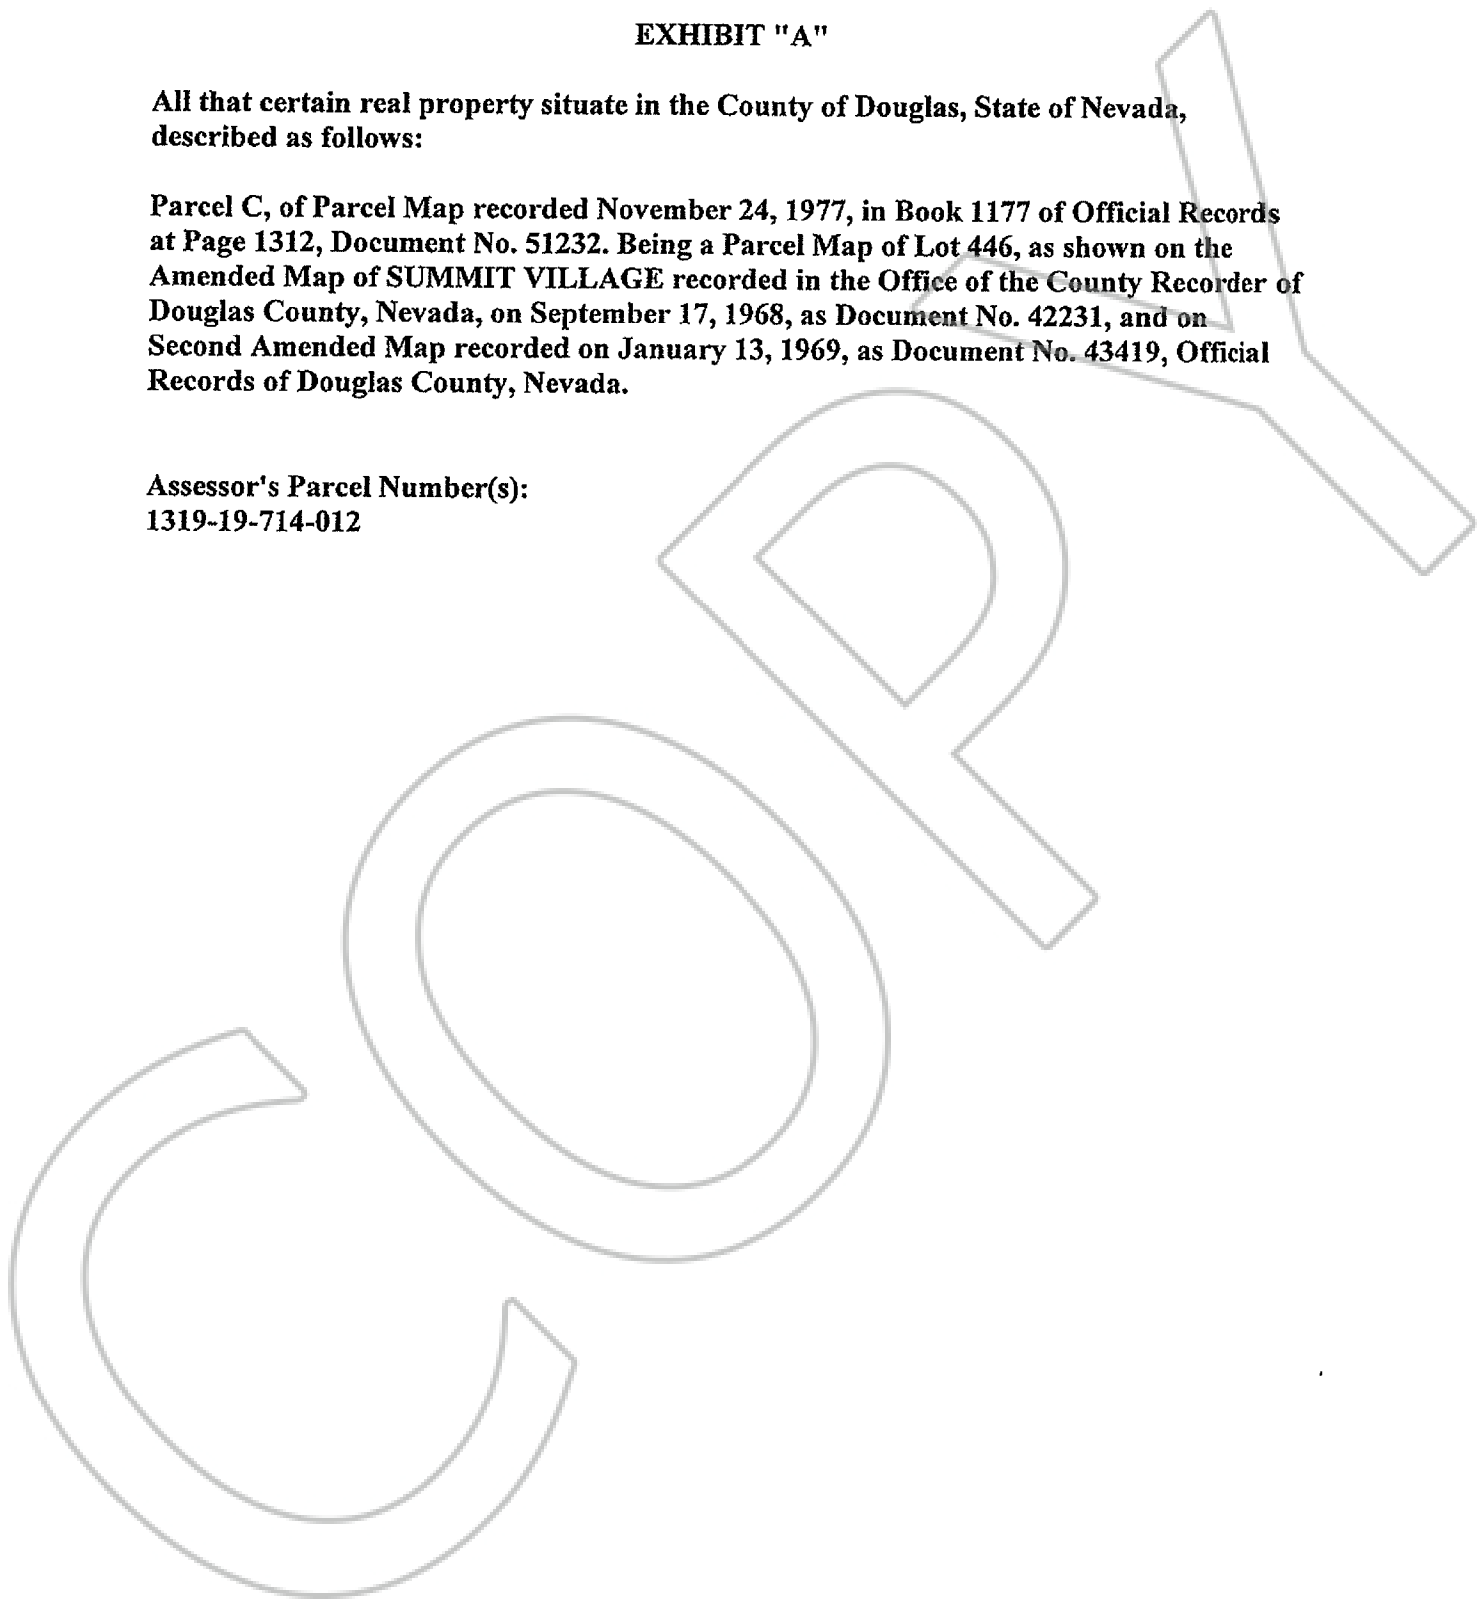 EXHIBIT "A"
All that certain real property situate in the County of Douglas, State of Nevada,
described as follows:
Parcel C, of Parcel Map recorded November 24, 1977, in Book 1177 of Official Records
at Page 1312, Document No. 51232. Being a Parcel Map of Lot 446, as shown on the
Amended Map of SUMMIT VILLAGE recorded in the Office of the County Recorder of
Douglas County, Nevada, on September 17, 1968, as Document No. 42231, and on
Second Amended Map recorded on January 13, 1969, as Document No. 43419, Official
Records of Douglas County, Nevada.
Assessor's Parcel Number(s):
1319-19-714-012
COPY